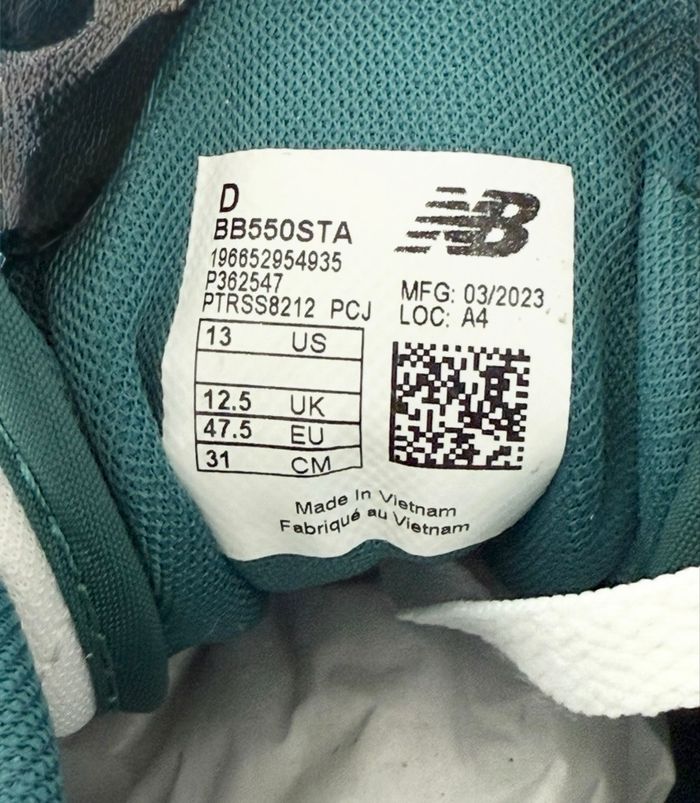 D
BB550STA
196652954935
P362547
PTRSS8212 PCJ
NB
MFG: 03/2023
LOC: A4
13 US
12.5 UK
47.5 EU
31 CM
Made In Vietnam
Fabriqué au Vietnam